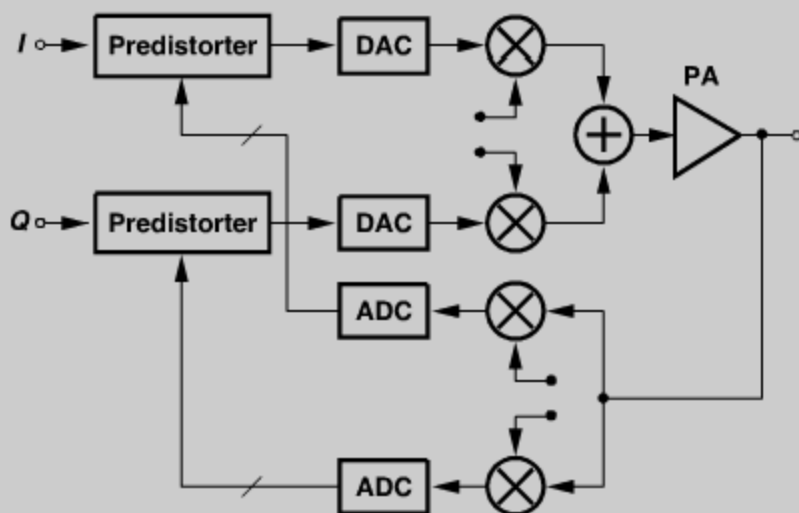 I
Predistorter
DAC
PA
Q
Predistorter
DAC
ADC
ADC